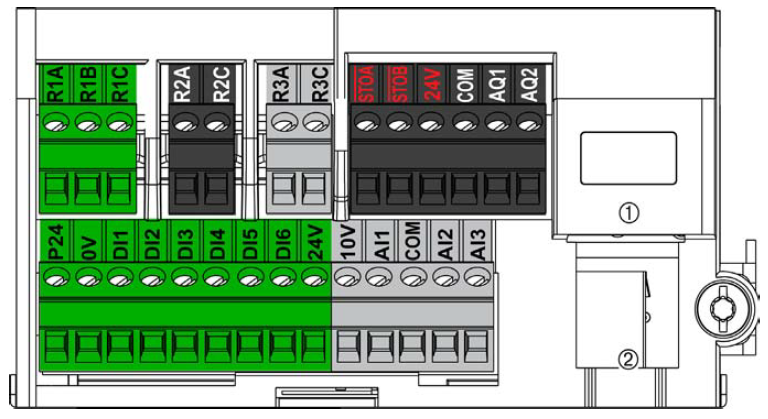 R1A R1B R1C R2A R2C R3A R3C STOA STOB 24V COM AQ1 AQ2
①
P24 0V DI1 DI2 DI3 DI4 DI5 DI6 24V 10V AI1 COM AI2 AI3
②